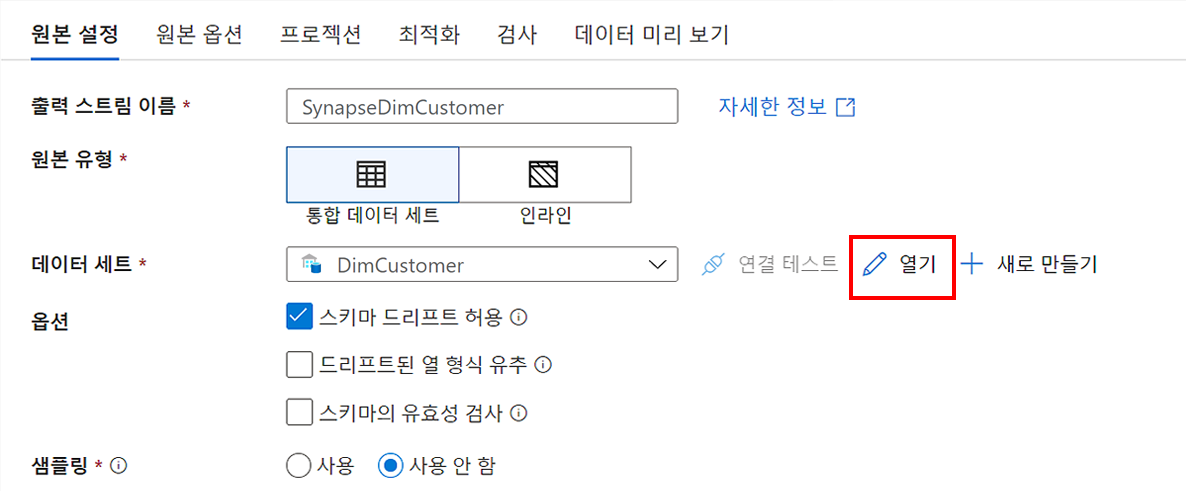 원본 설정 원본 옵션 프로젝션 최적화 검사 데이터 미리 보기
출력 스트림 이름 * SynapseDimCustomer 자세한 정보
원본 유형 *
통합 데이터 세트 인라인
데이터 세트 * DimCustomer 연결 테스트 열기 새로 만들기
옵션 스키마 드리프트 허용
드리프트된 열 형식 유추
스키마의 유효성 검사
샘플링 * 사용 사용 안 함